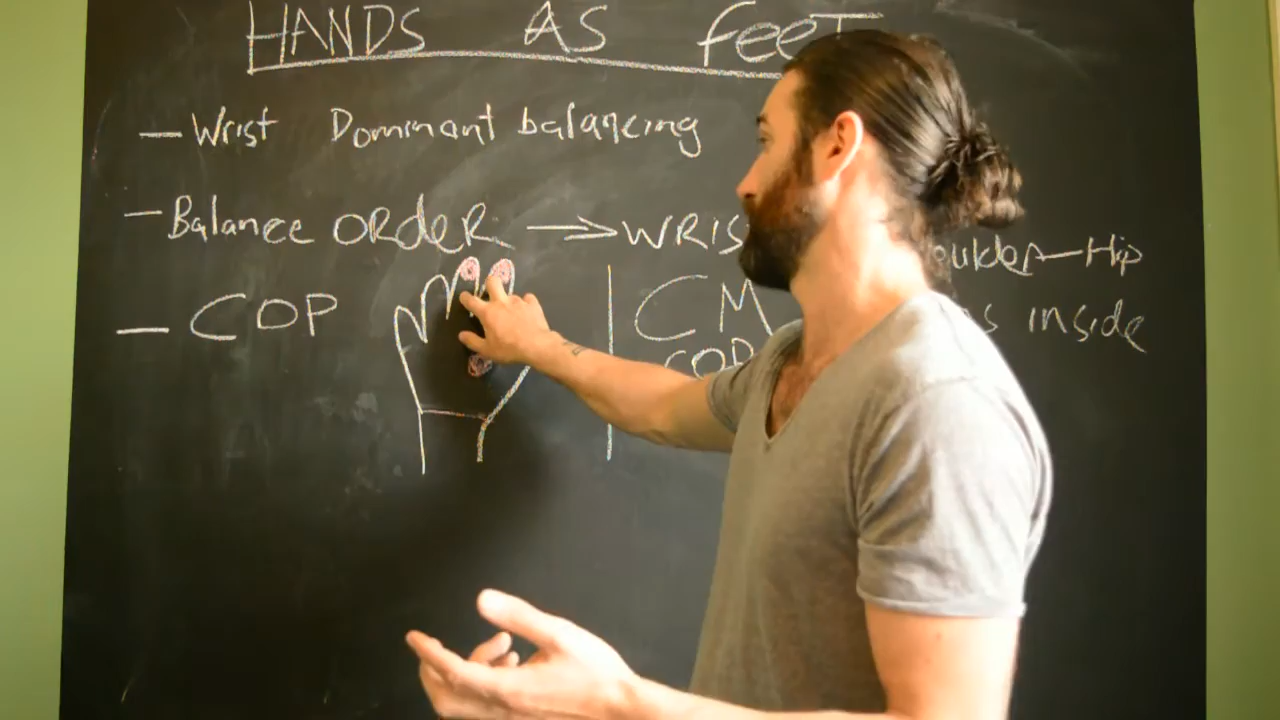 HANDS AS FeeT
— Wrist Dominant balancing
— Balance ORdeR → WRIS oulder — Hip
— COP CM s inside
COP